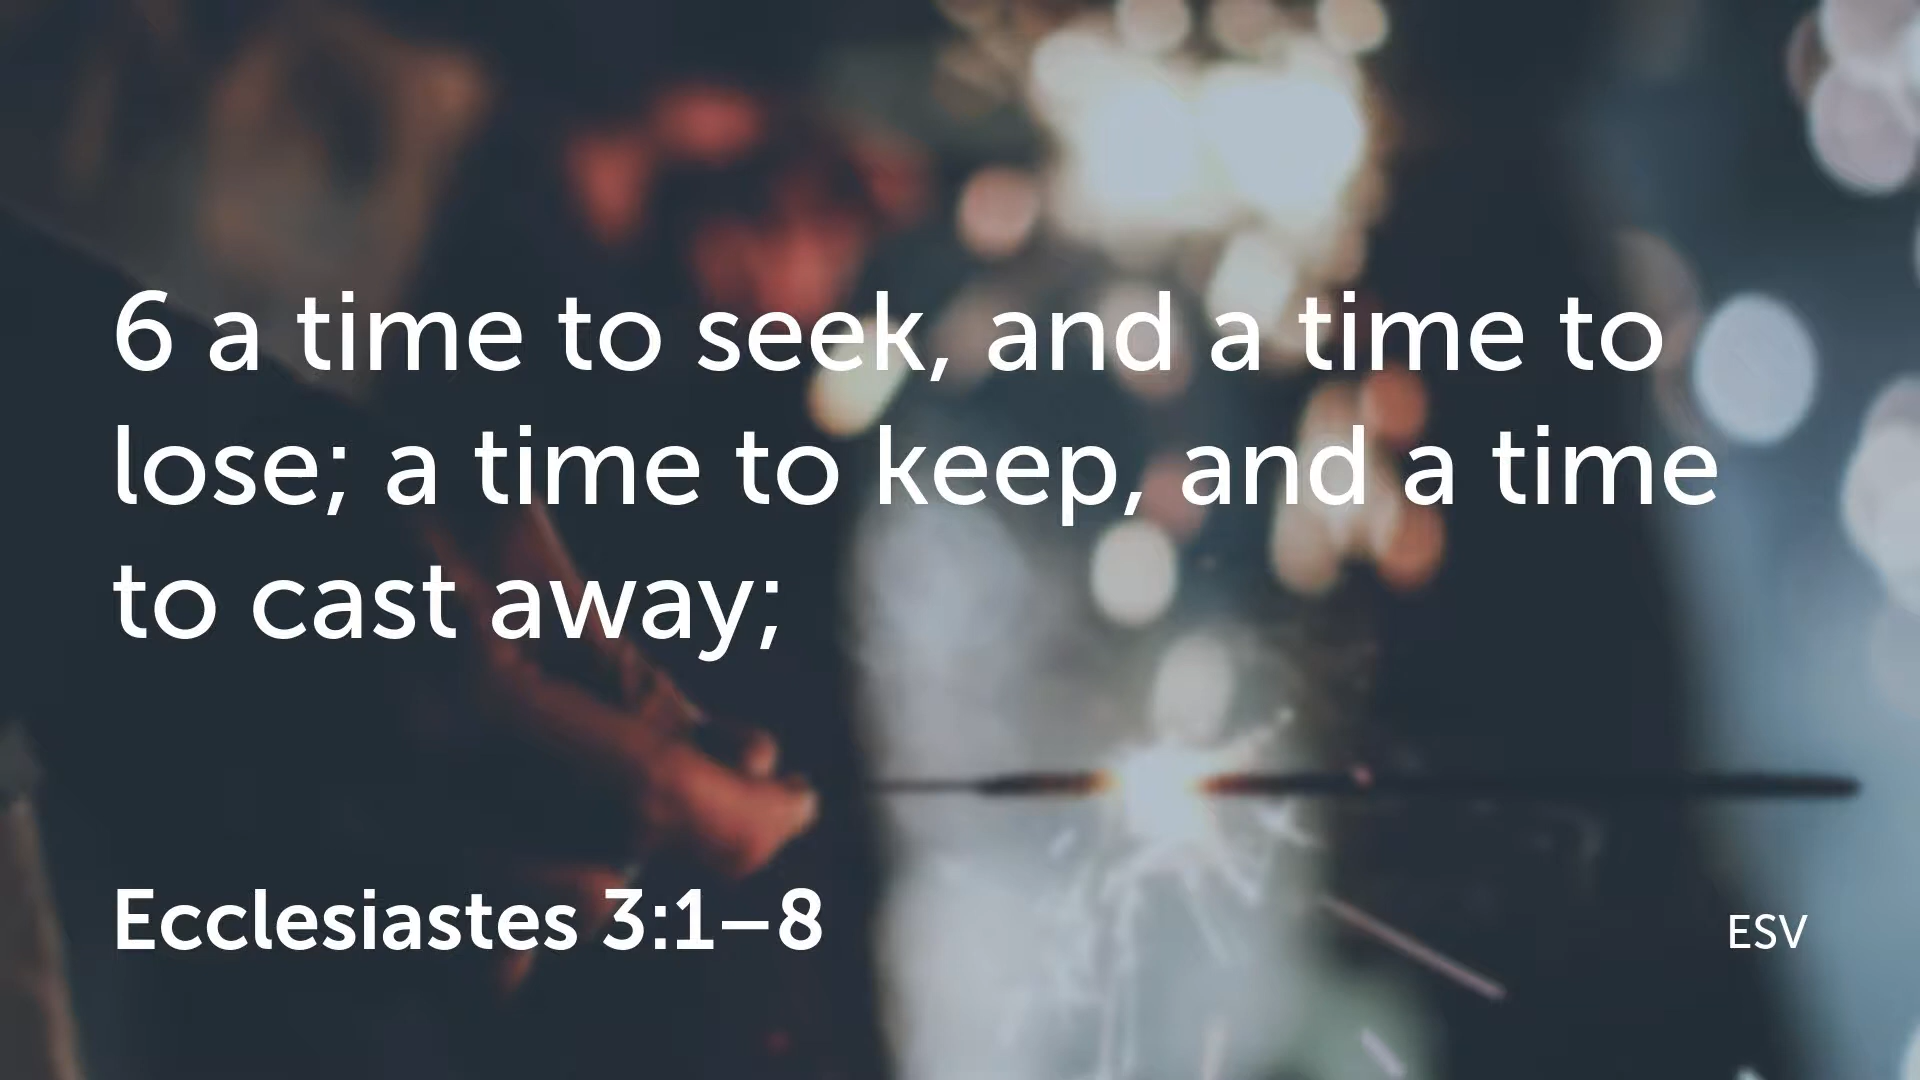 6 a time to seek, and a time to
lose; a time to keep, and a time
to cast away;
Ecclesiastes 3:1–8
ESV